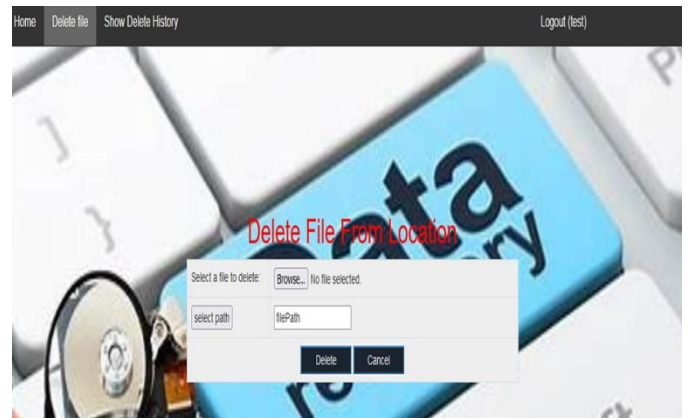 Home Delete file Show Delete History Logout (test)
Data
Delete File From Location
Select a file to delete: Browse... No file selected.
select path filePath
Delete Cancel